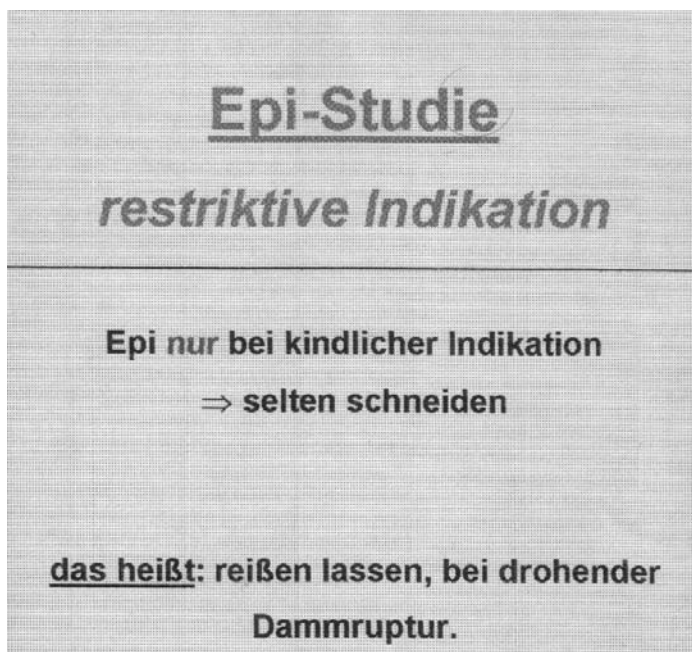 Epi-Studie
restriktive Indikation
Epi nur bei kindlicher Indikation
⇒ selten schneiden
das heißt: reißen lassen, bei drohender
Dammruptur.